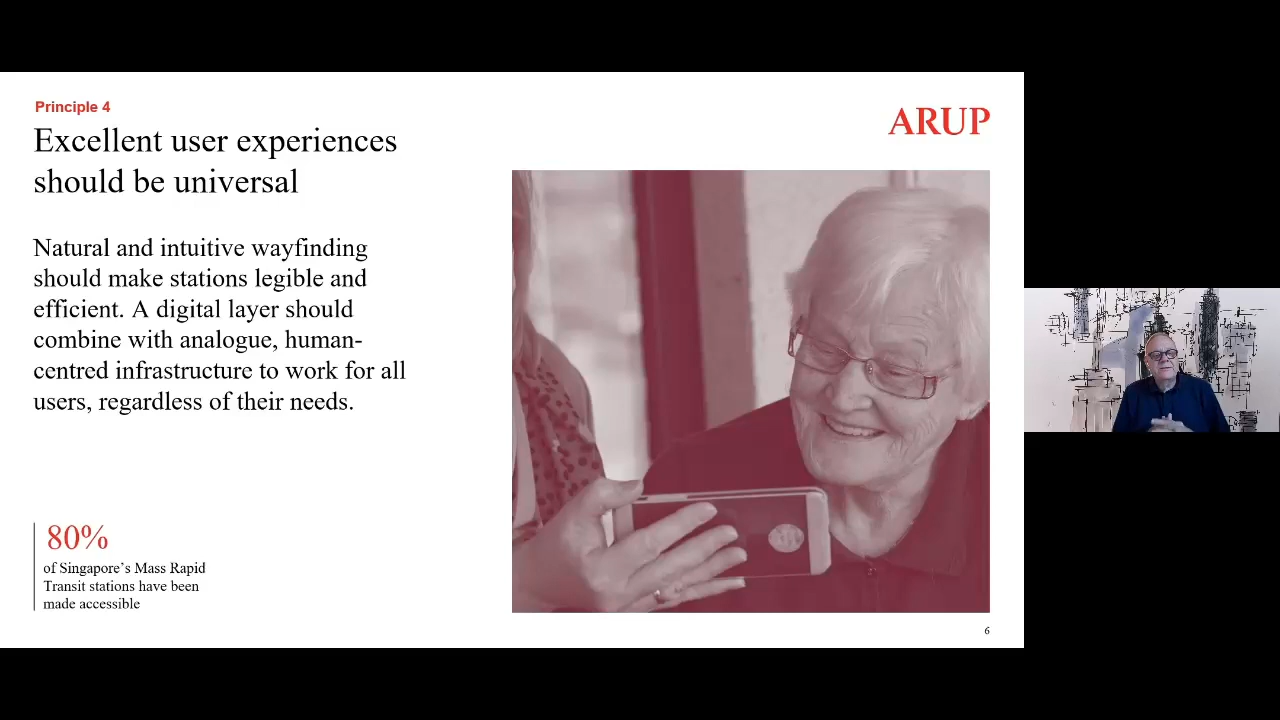 Principle 4
ARUP
Excellent user experiences
should be universal
Natural and intuitive wayfinding
should make stations legible and
efficient. A digital layer should
combine with analogue, human-
centred infrastructure to work for all
users, regardless of their needs.
80%
of Singapore’s Mass Rapid
Transit stations have been
made accessible
6